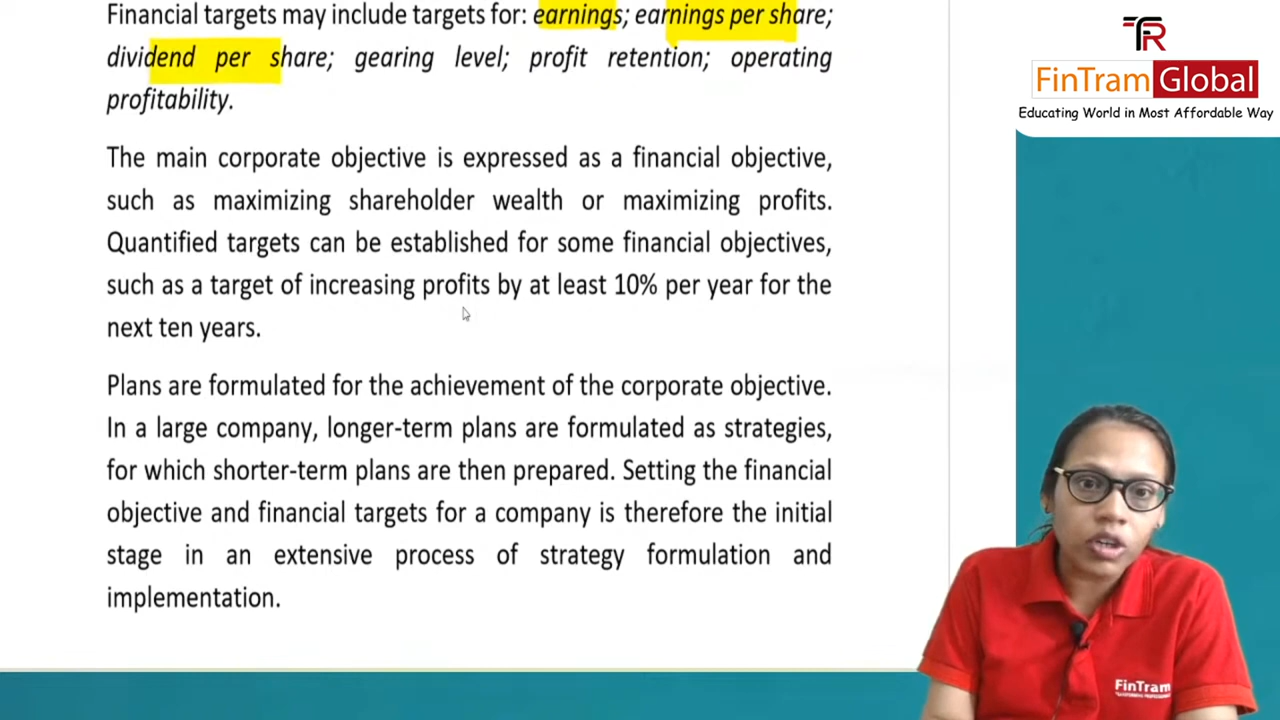 Financial targets may include targets for: earnings; earnings per share;
dividend per share; gearing level; profit retention; operating
profitability.
The main corporate objective is expressed as a financial objective,
such as maximizing shareholder wealth or maximizing profits.
Quantified targets can be established for some financial objectives,
such as a target of increasing profits by at least 10% per year for the
next ten years.
Plans are formulated for the achievement of the corporate objective.
In a large company, longer-term plans are formulated as strategies,
for which shorter-term plans are then prepared. Setting the financial
objective and financial targets for a company is therefore the initial
stage in an extensive process of strategy formulation and
implementation.
FinTram Global
Educating World in Most Affordable Way
FinTram